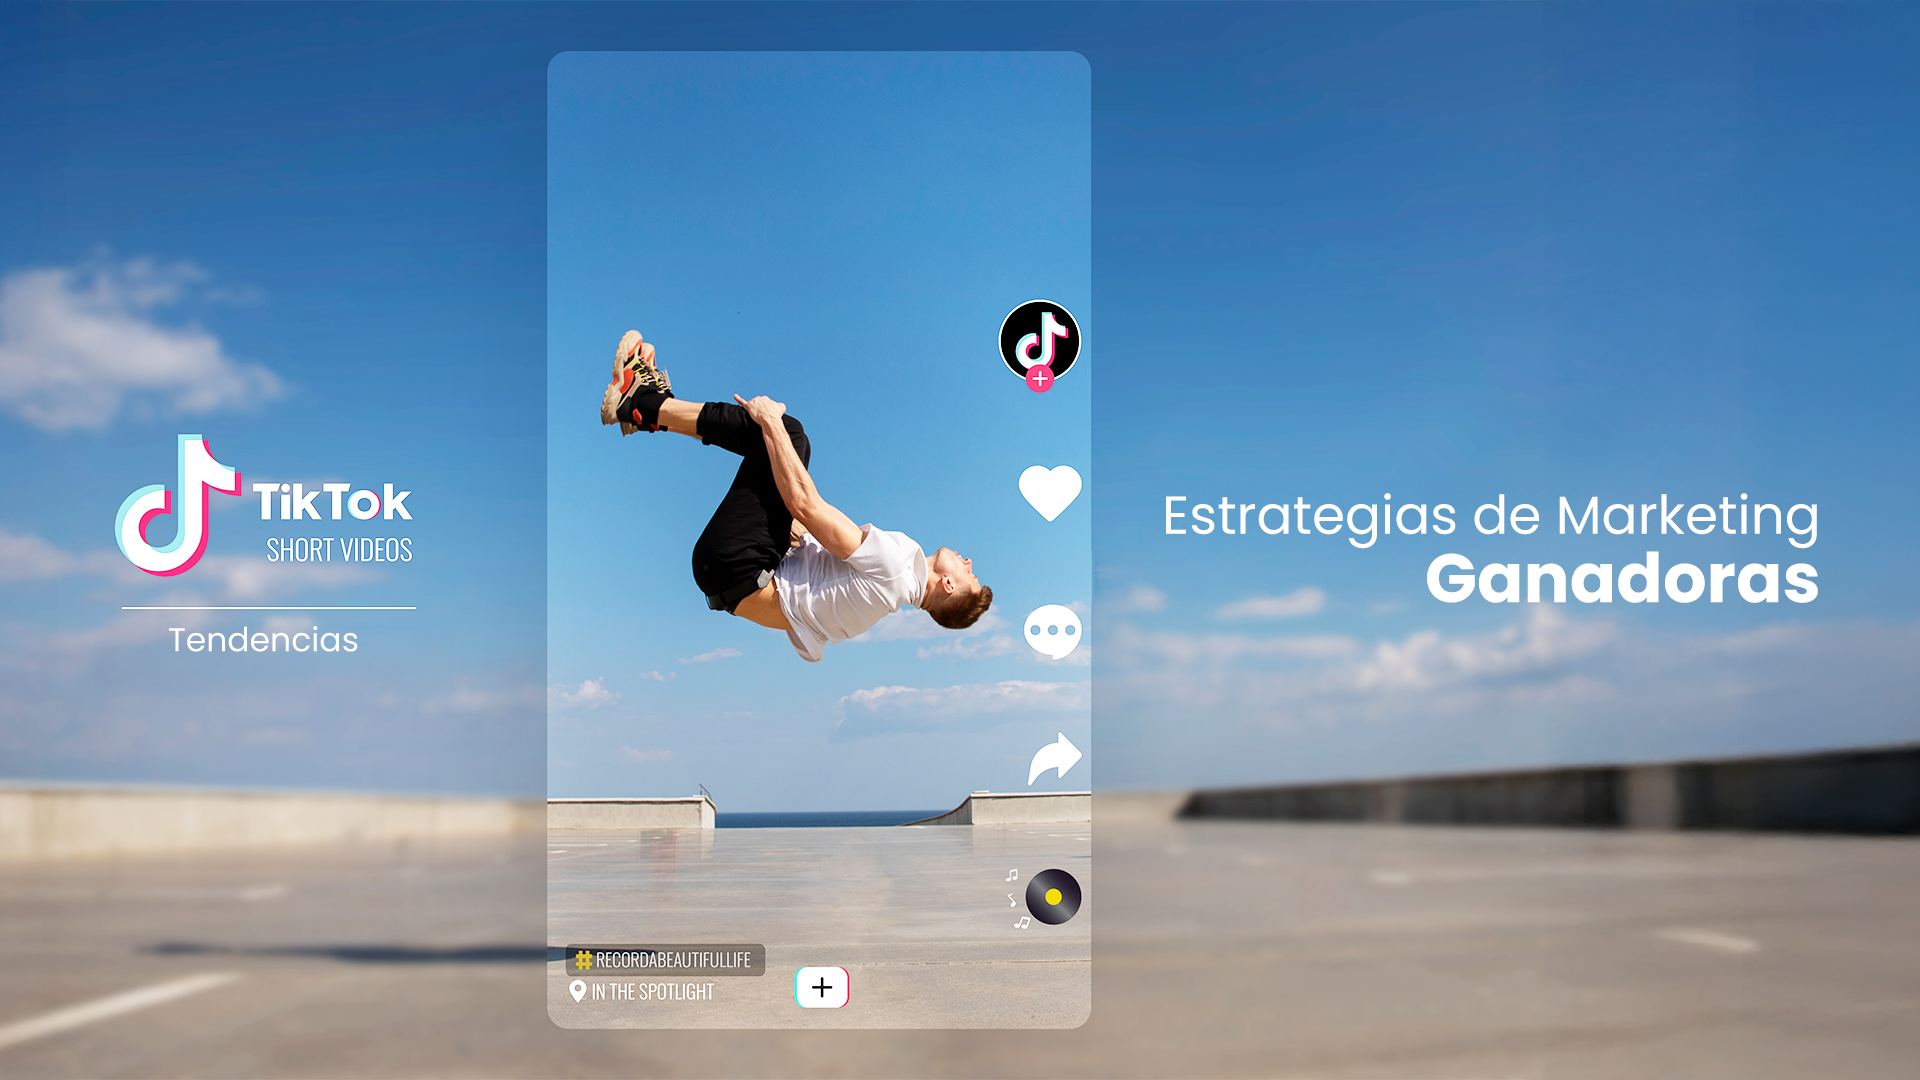 TikTok
SHORT VIDEOS
Tendencias
#RECORDABEAUTIFULLIFE
IN THE SPOTLIGHT
Estrategias de Marketing
Ganadoras